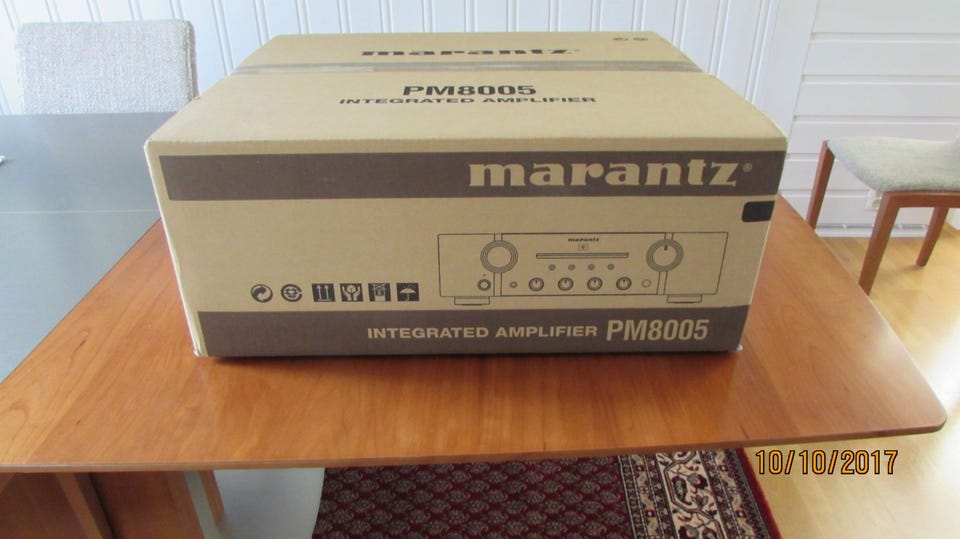 marantz
PM8005
INTEGRATED AMPLIFIER
marantz®
marantz
INTEGRATED AMPLIFIER PM8005
10/10/2017